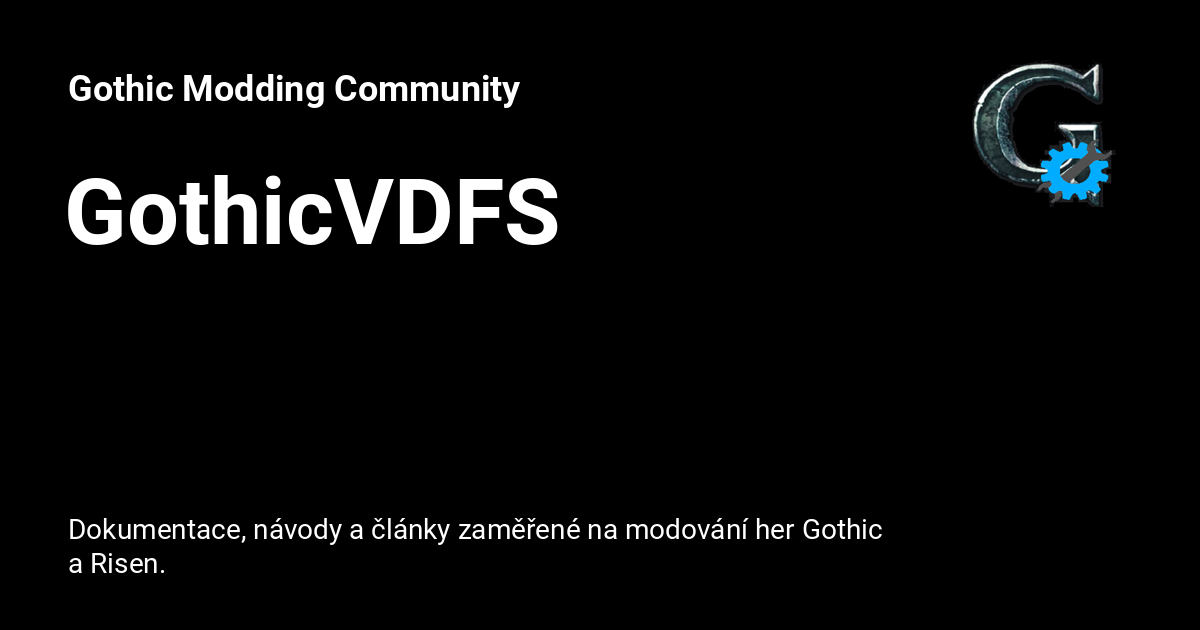 Gothic Modding Community
GothicVDFS
Dokumentace, návody a články zaměřené na modování her Gothic
a Risen.